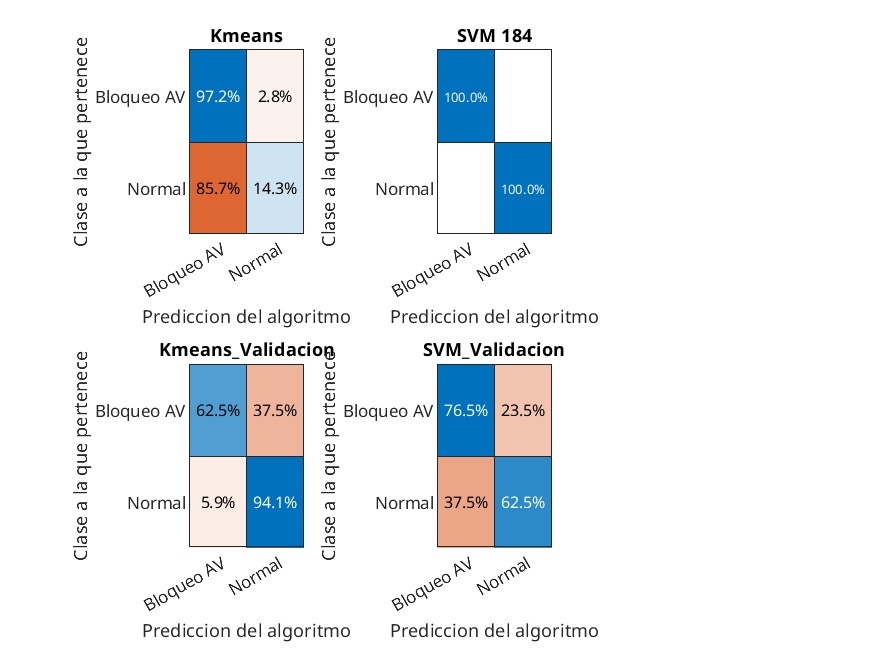 Kmeans
Clase a la que pertenece
Bloqueo AV
97.2%
2.8%
Normal
85.7%
14.3%
Bloqueo AV
Normal
Prediccion del algoritmo
SVM 184
Clase a la que pertenece
Bloqueo AV
100.0%
Normal
100.0%
Bloqueo AV
Normal
Prediccion del algoritmo
Kmeans_Validacion
Clase a la que pertenece
Bloqueo AV
62.5%
37.5%
Normal
5.9%
94.1%
Bloqueo AV
Normal
Prediccion del algoritmo
SVM_Validacion
Clase a la que pertenece
Bloqueo AV
76.5%
23.5%
Normal
37.5%
62.5%
Bloqueo AV
Normal
Prediccion del algoritmo